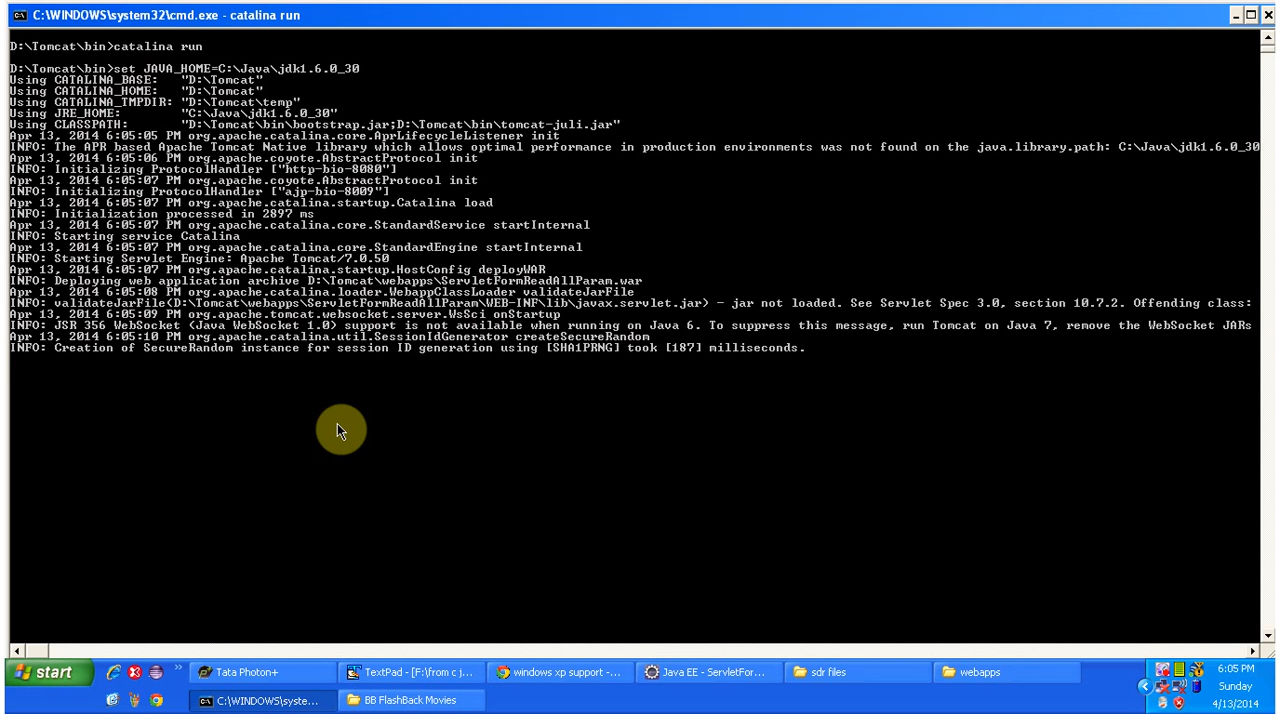 C:\WINDOWS\system32\cmd.exe - catalina run
D:\Tomcat\bin>catalina run
D:\Tomcat\bin>set JAVA_HOME=C:\Java\jdk1.6.0_30
Using CATALINA_BASE:   "D:\Tomcat"
Using CATALINA_HOME:   "D:\Tomcat"
Using CATALINA_TMPDIR: "D:\Tomcat\temp"
Using JRE_HOME:        "C:\Java\jdk1.6.0_30"
Using CLASSPATH:       "D:\Tomcat\bin\bootstrap.jar;D:\Tomcat\bin\tomcat-juli.jar"
Apr 13, 2014 6:05:05 PM org.apache.catalina.core.AprLifecycleListener init
INFO: The APR based Apache Tomcat Native library which allows optimal performance in production environments was not found on the java.library.path: C:\Java\jdk1.6.0_30
Apr 13, 2014 6:05:06 PM org.apache.coyote.AbstractProtocol init
INFO: Initializing ProtocolHandler ["http-bio-8080"]
Apr 13, 2014 6:05:07 PM org.apache.coyote.AbstractProtocol init
INFO: Initializing ProtocolHandler ["ajp-bio-8009"]
Apr 13, 2014 6:05:07 PM org.apache.catalina.startup.Catalina load
INFO: Initialization processed in 2897 ms
Apr 13, 2014 6:05:07 PM org.apache.catalina.core.StandardService startInternal
INFO: Starting service Catalina
Apr 13, 2014 6:05:07 PM org.apache.catalina.core.StandardEngine startInternal
INFO: Starting Servlet Engine: Apache Tomcat/7.0.50
Apr 13, 2014 6:05:07 PM org.apache.catalina.startup.HostConfig deployWAR
INFO: Deploying web application archive D:\Tomcat\webapps\ServletFormReadAllParam.war
Apr 13, 2014 6:05:08 PM org.apache.catalina.loader.WebappClassLoader validateJarFile
INFO: validateJarFile(D:\Tomcat\webapps\ServletFormReadAllParam\WEB-INF\lib\javax.servlet.jar) - jar not loaded. See Servlet Spec 3.0, section 10.7.2. Offending class:
Apr 13, 2014 6:05:09 PM org.apache.tomcat.websocket.server.WsSci onStartup
INFO: JSR 356 WebSocket (Java WebSocket 1.0) support is not available when running on Java 6. To suppress this message, run Tomcat on Java 7, remove the WebSocket JARs
Apr 13, 2014 6:05:10 PM org.apache.catalina.util.SessionIdGenerator createSecureRandom
INFO: Creation of SecureRandom instance for session ID generation using [SHA1PRNG] took [187] milliseconds.
start
Tata Photon+
TextPad - [F:\from c j...
windows xp support -...
Java EE - ServletFor...
sdr files
webapps
6:05 PM
C:\WINDOWS\syste...
BB FlashBack Movies
Sunday
4/13/2014